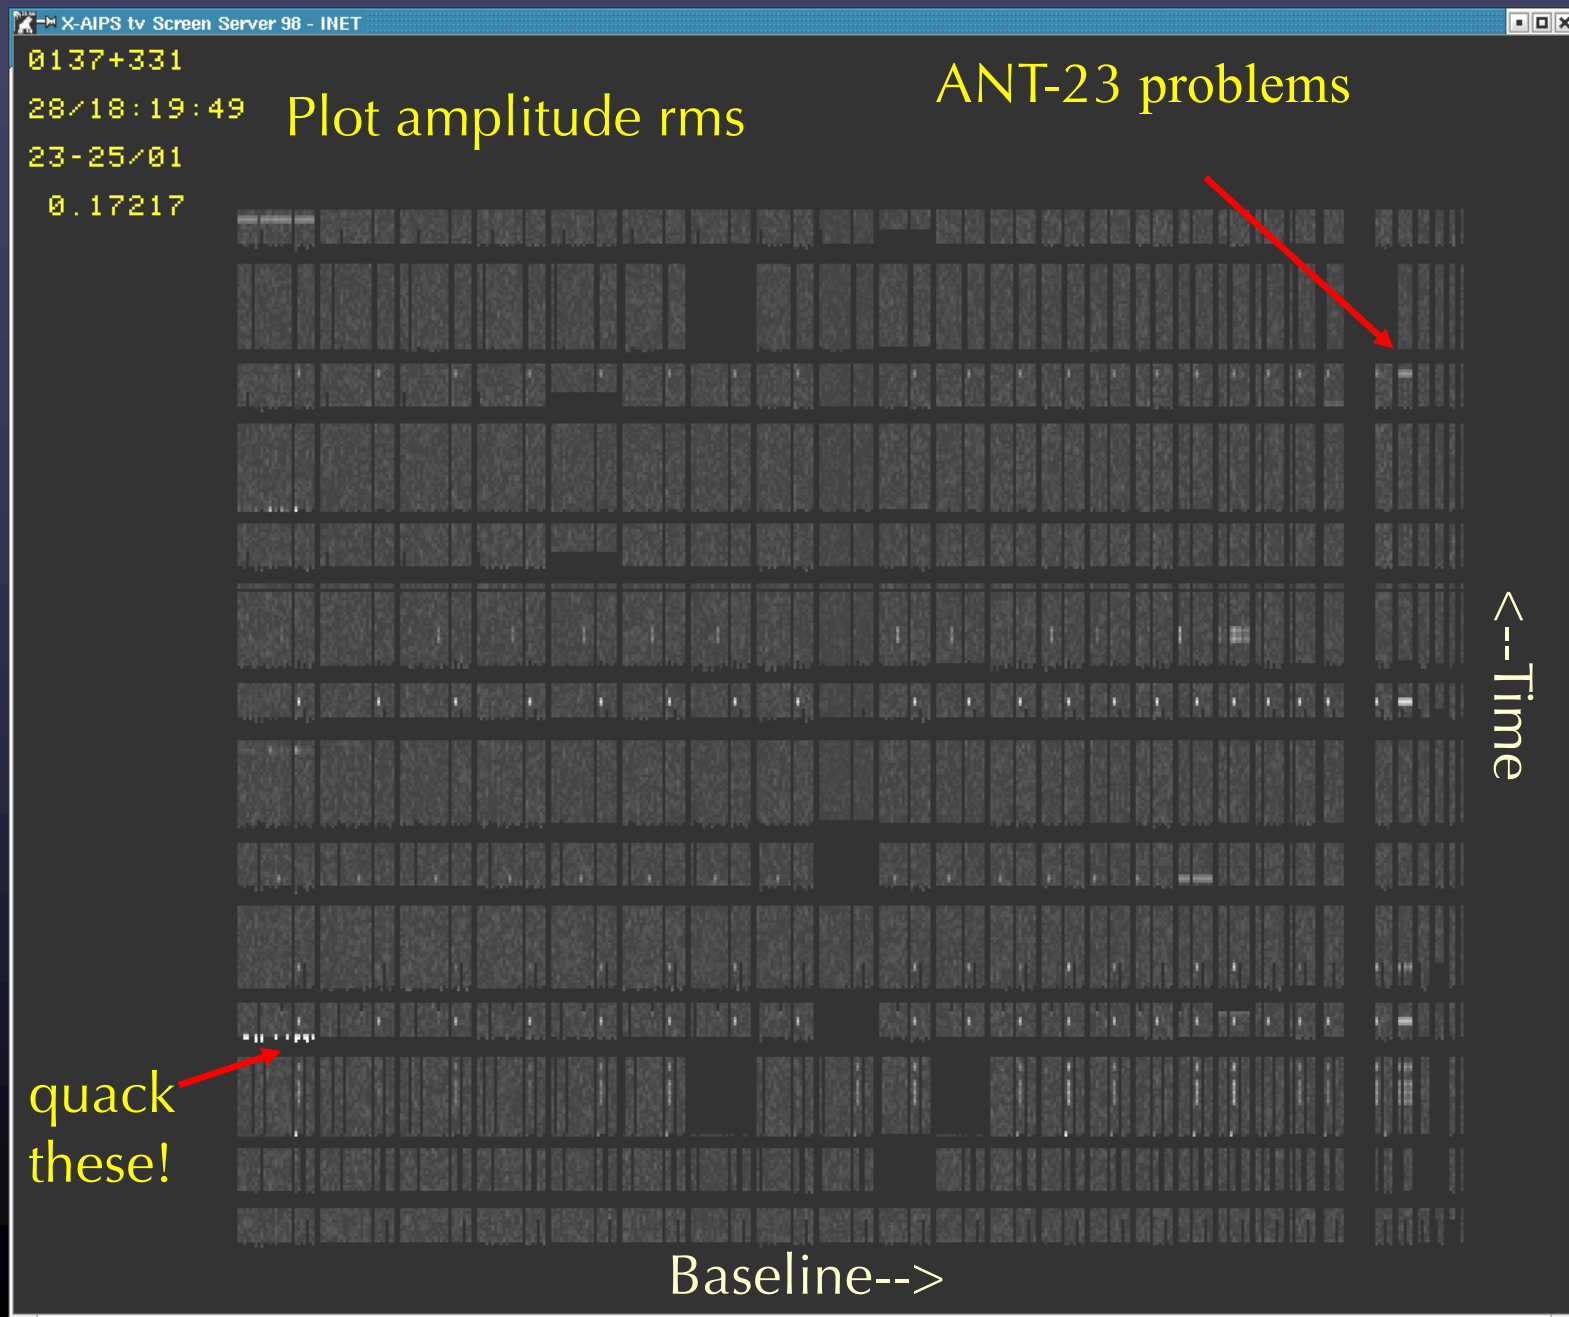 X-AIPS tv Screen Server 98 - INET
0137+331
28/18:19:49
23-25/01
0.17217
Plot amplitude rms
ANT-23 problems
<--Time
quack
these!
Baseline-->